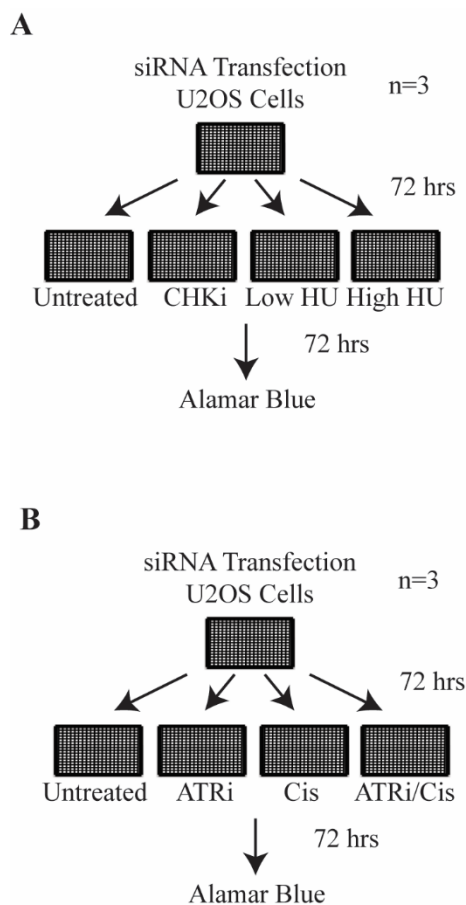 A
siRNA Transfection
U2OS Cells
n=3
72 hrs
Untreated CHKi Low HU High HU
72 hrs
Alamar Blue
B
siRNA Transfection
U2OS Cells
n=3
72 hrs
Untreated ATRi Cis ATRi/Cis
72 hrs
Alamar Blue